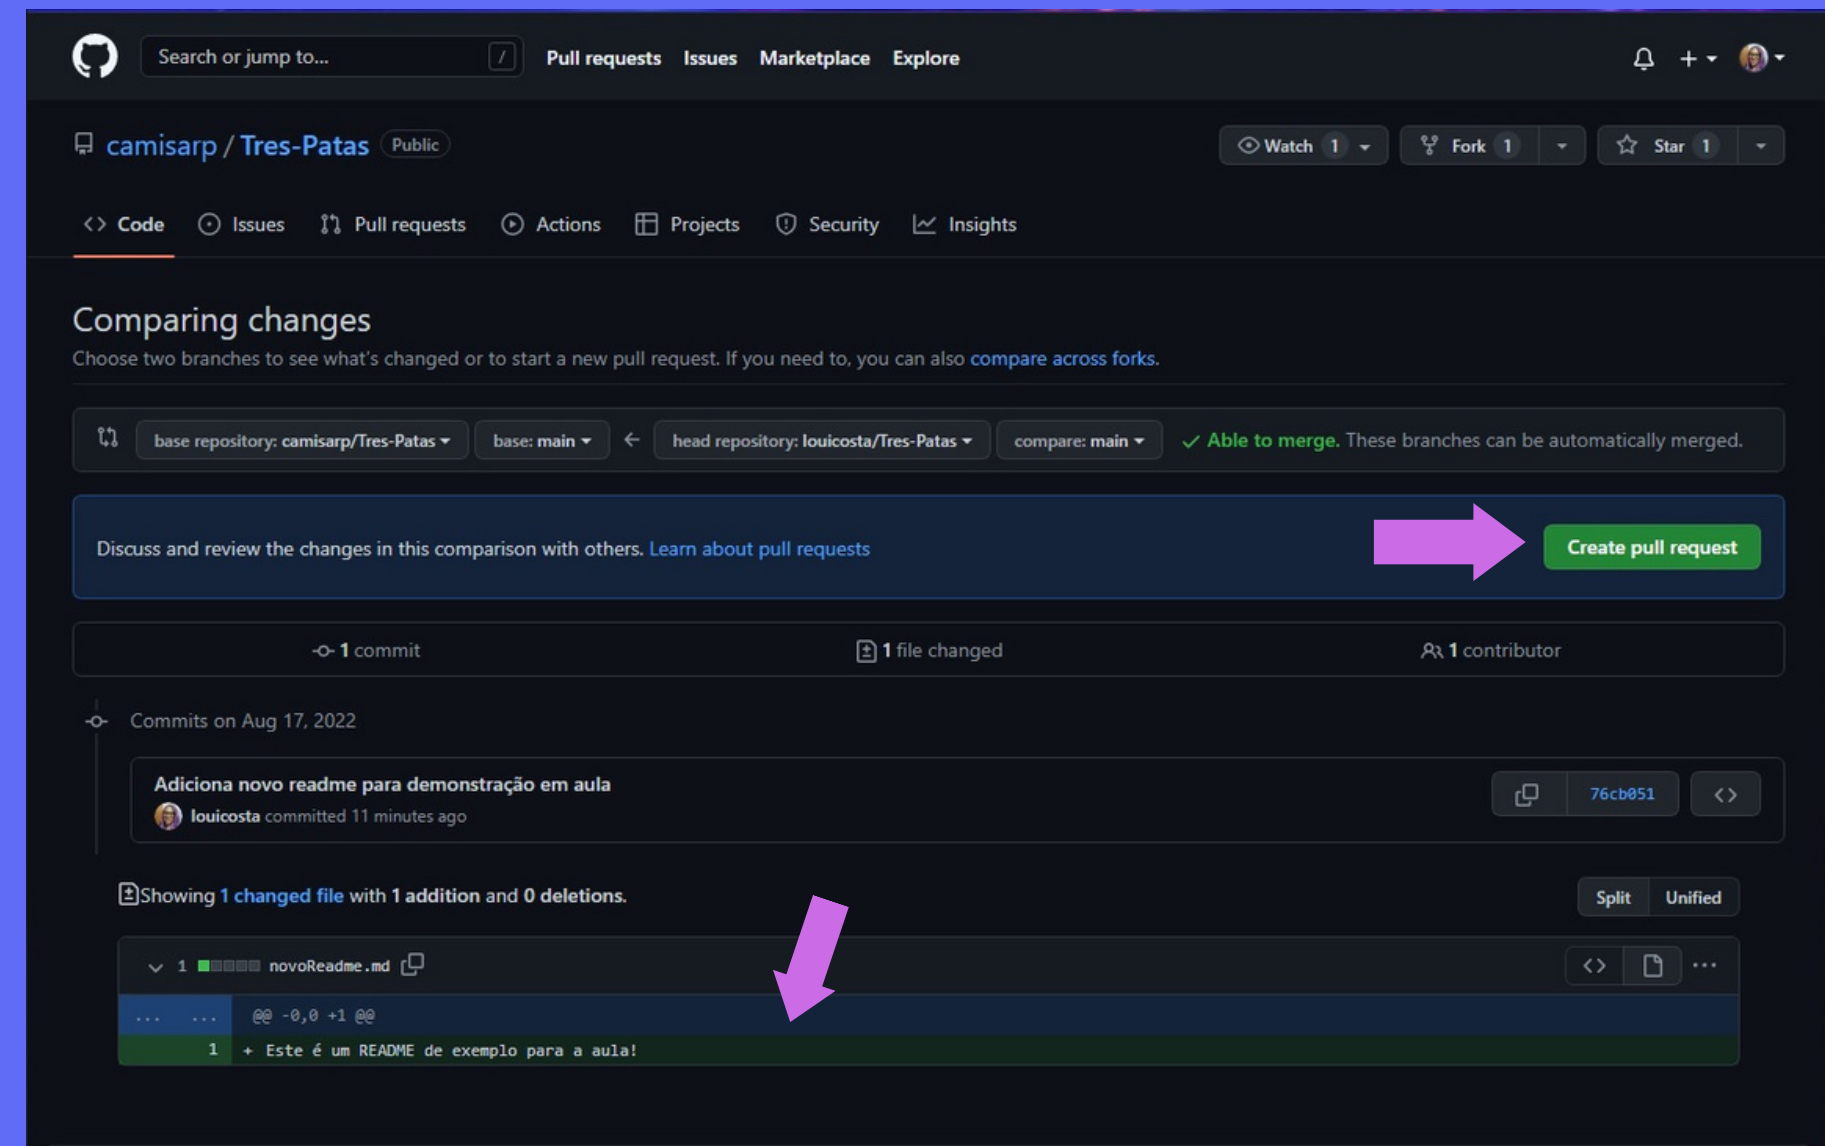 Search or jump to... / Pull requests Issues Marketplace Explore
camisarp / Tres-Patas Public Watch 1 Fork 1 Star 1
Code Issues Pull requests Actions Projects Security Insights
Comparing changes
Choose two branches to see what's changed or to start a new pull request. If you need to, you can also compare across forks.
base repository: camisarp/Tres-Patas base: main head repository: louicosta/Tres-Patas compare: main Able to merge. These branches can be automatically merged.
Discuss and review the changes in this comparison with others. Learn about pull requests Create pull request
1 commit 1 file changed 1 contributor
Commits on Aug 17, 2022
Adiciona novo readme para demonstração em aula
louicosta committed 11 minutes ago 76cb051
Showing 1 changed file with 1 addition and 0 deletions. Split Unified
1 novoReadme.md
... ... @@ -0,0 +1 @@
1 + Este é um README de exemplo para a aula!